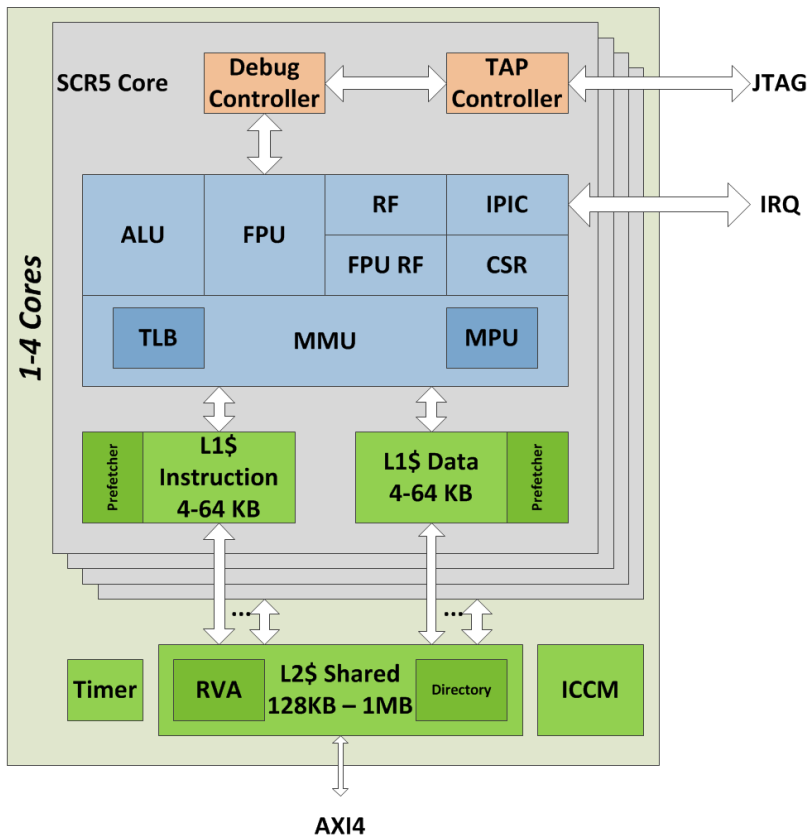 Debug
Controller
TAP
Controller
SCR5 Core
JTAG
ALU
FPU
RF
IPIC
IRQ
FPU RF
CSR
1-4 Cores
TLB
MMU
MPU
Prefetcher
L1$
Instruction
4-64 KB
L1$ Data
4-64 KB
Prefetcher
...
...
Timer
RVA
L2$ Shared
128KB – 1MB
Directory
ICCM
AXI4